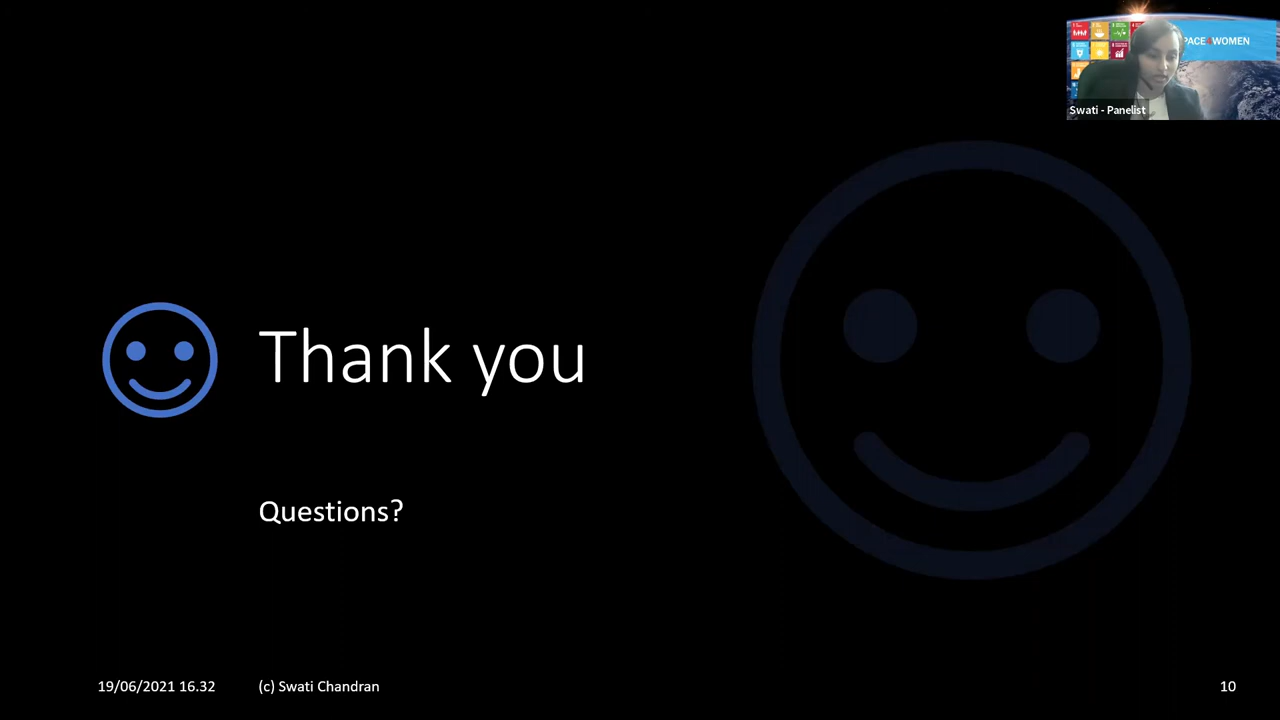 PACE4WOMEN
Swati - Panelist
Thank you
Questions?
19/06/2021 16.32
(c) Swati Chandran
10